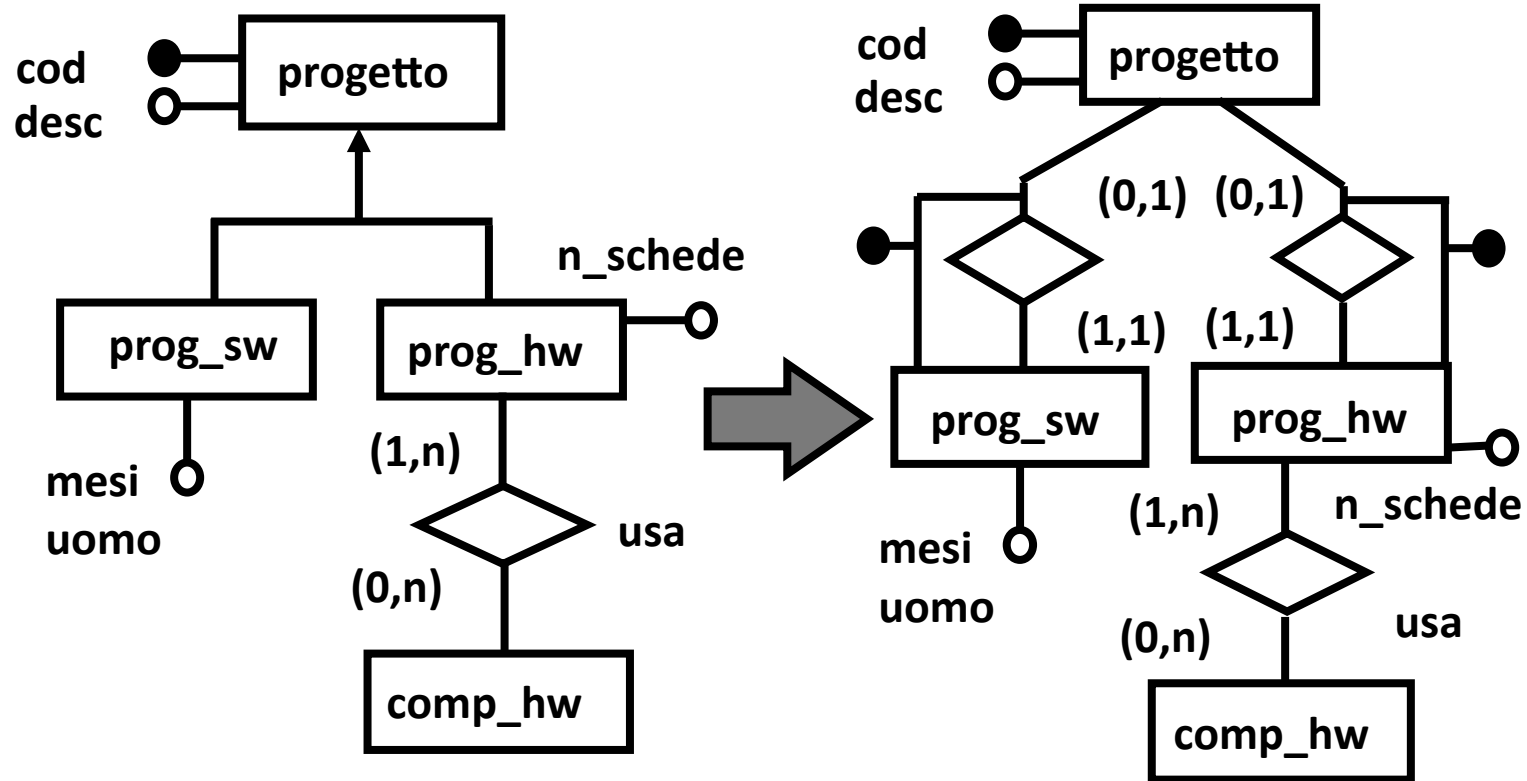 cod
desc
progetto
n_schede
prog_sw
prog_hw
mesi
uomo
(1,n)
usa
(0,n)
comp_hw
cod
desc
progetto
(0,1)
(0,1)
(1,1)
(1,1)
prog_sw
prog_hw
mesi
uomo
(1,n)
n_schede
(0,n)
usa
comp_hw